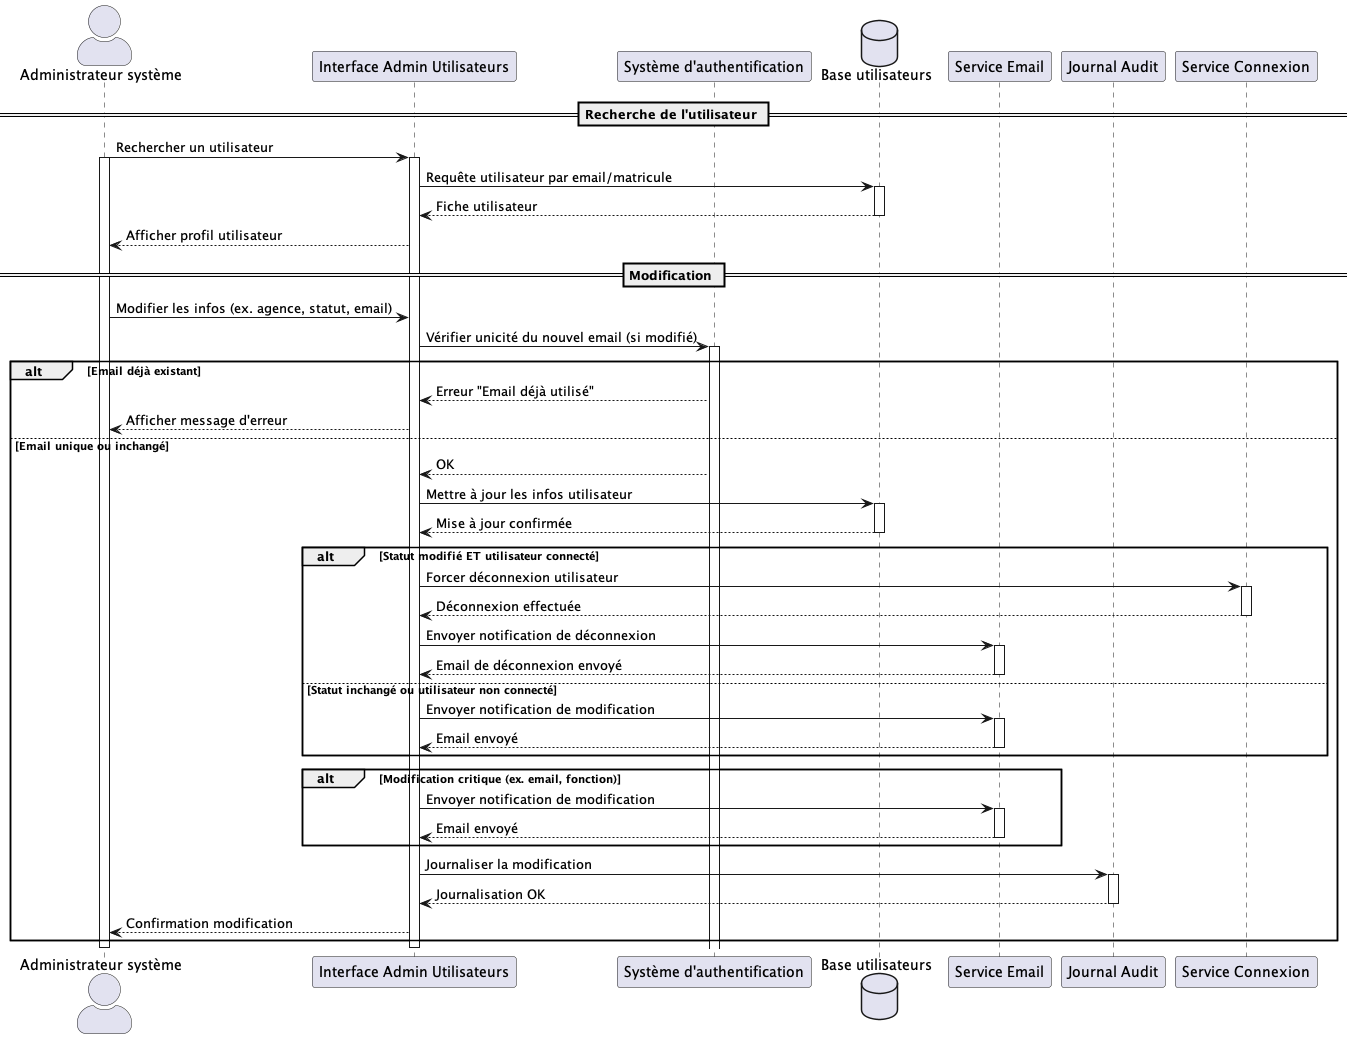 Administrateur système
Interface Admin Utilisateurs
Système d'authentification
Base utilisateurs
Service Email
Journal Audit
Service Connexion
Recherche de l'utilisateur
Rechercher un utilisateur
Requête utilisateur par email/matricule
Fiche utilisateur
Afficher profil utilisateur
Modification
Modifier les infos (ex. agence, statut, email)
Vérifier unicité du nouvel email (si modifié)
alt
[Email déjà existant]
Erreur "Email déjà utilisé"
Afficher message d'erreur
[Email unique ou inchangé]
OK
Mettre à jour les infos utilisateur
Mise à jour confirmée
alt
[Statut modifié ET utilisateur connecté]
Forcer déconnexion utilisateur
Déconnexion effectuée
Envoyer notification de déconnexion
Email de déconnexion envoyé
[Statut inchangé ou utilisateur non connecté]
Envoyer notification de modification
Email envoyé
alt
[Modification critique (ex. email, fonction)]
Envoyer notification de modification
Email envoyé
Journaliser la modification
Journalisation OK
Confirmation modification
Administrateur système
Interface Admin Utilisateurs
Système d'authentification
Base utilisateurs
Service Email
Journal Audit
Service Connexion